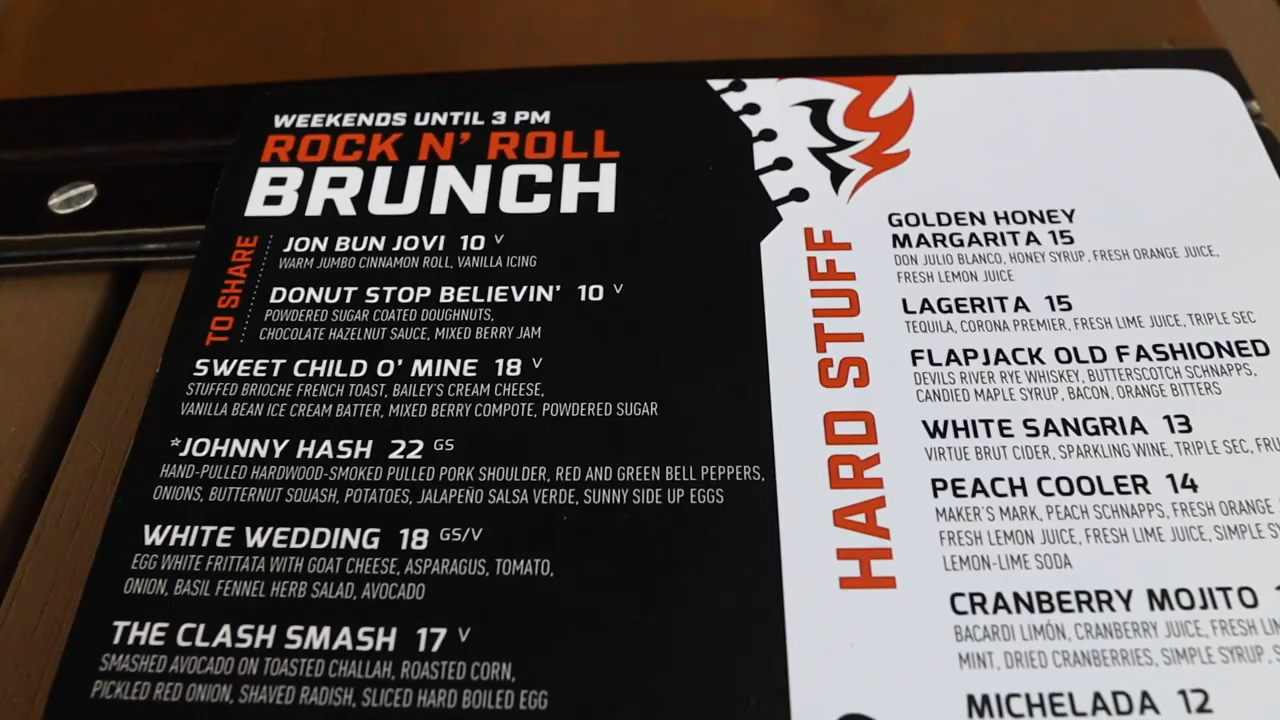 WEEKENDS UNTIL 3 PM
ROCK N' ROLL
BRUNCH
TO SHARE
JON BUN JOVI 10 V
WARM JUMBO CINNAMON ROLL, VANILLA ICING
DONUT STOP BELIEVIN' 10 V
POWDERED SUGAR COATED DOUGHNUTS,
CHOCOLATE HAZELNUT SAUCE, MIXED BERRY JAM
SWEET CHILD O' MINE 18 V
STUFFED BRIOCHE FRENCH TOAST, BAILEY'S CREAM CHEESE,
VANILLA BEAN ICE CREAM BATTER, MIXED BERRY COMPOTE, POWDERED SUGAR
*JOHNNY HASH 22 GS
HAND-PULLED HARDWOOD-SMOKED PULLED PORK SHOULDER, RED AND GREEN BELL PEPPERS,
ONIONS, BUTTERNUT SQUASH, POTATOES, JALAPEÑO SALSA VERDE, SUNNY SIDE UP EGGS
WHITE WEDDING 18 GS/V
EGG WHITE FRITTATA WITH GOAT CHEESE, ASPARAGUS, TOMATO,
ONION, BASIL FENNEL HERB SALAD, AVOCADO
THE CLASH SMASH 17 V
SMASHED AVOCADO ON TOASTED CHALLAH, ROASTED CORN,
PICKLED RED ONION, SHAVED RADISH, SLICED HARD BOILED EGG
HARD STUFF
GOLDEN HONEY
MARGARITA 15
DON JULIO BLANCO, HONEY SYRUP, FRESH ORANGE JUICE,
FRESH LEMON JUICE
LAGERITA 15
TEQUILA, CORONA PREMIER, FRESH LIME JUICE, TRIPLE SEC
FLAPJACK OLD FASHIONED
DEVILS RIVER RYE WHISKEY, BUTTERSCOTCH SCHNAPPS,
CANDIED MAPLE SYRUP, BACON, ORANGE BITTERS
WHITE SANGRIA 13
VIRTUE BRUT CIDER, SPARKLING WINE, TRIPLE SEC,
PEACH COOLER 14
MAKER'S MARK, PEACH SCHNAPPS, FRESH ORANGE
FRESH LEMON JUICE, FRESH LIME JUICE, SIMPLE
LEMON-LIME SODA
CRANBERRY MOJITO
BACARDI LIMÓN, CRANBERRY JUICE, FRESH
MINT, DRIED CRANBERRIES, SIMPLE SYRUP,
MICHELADA 12